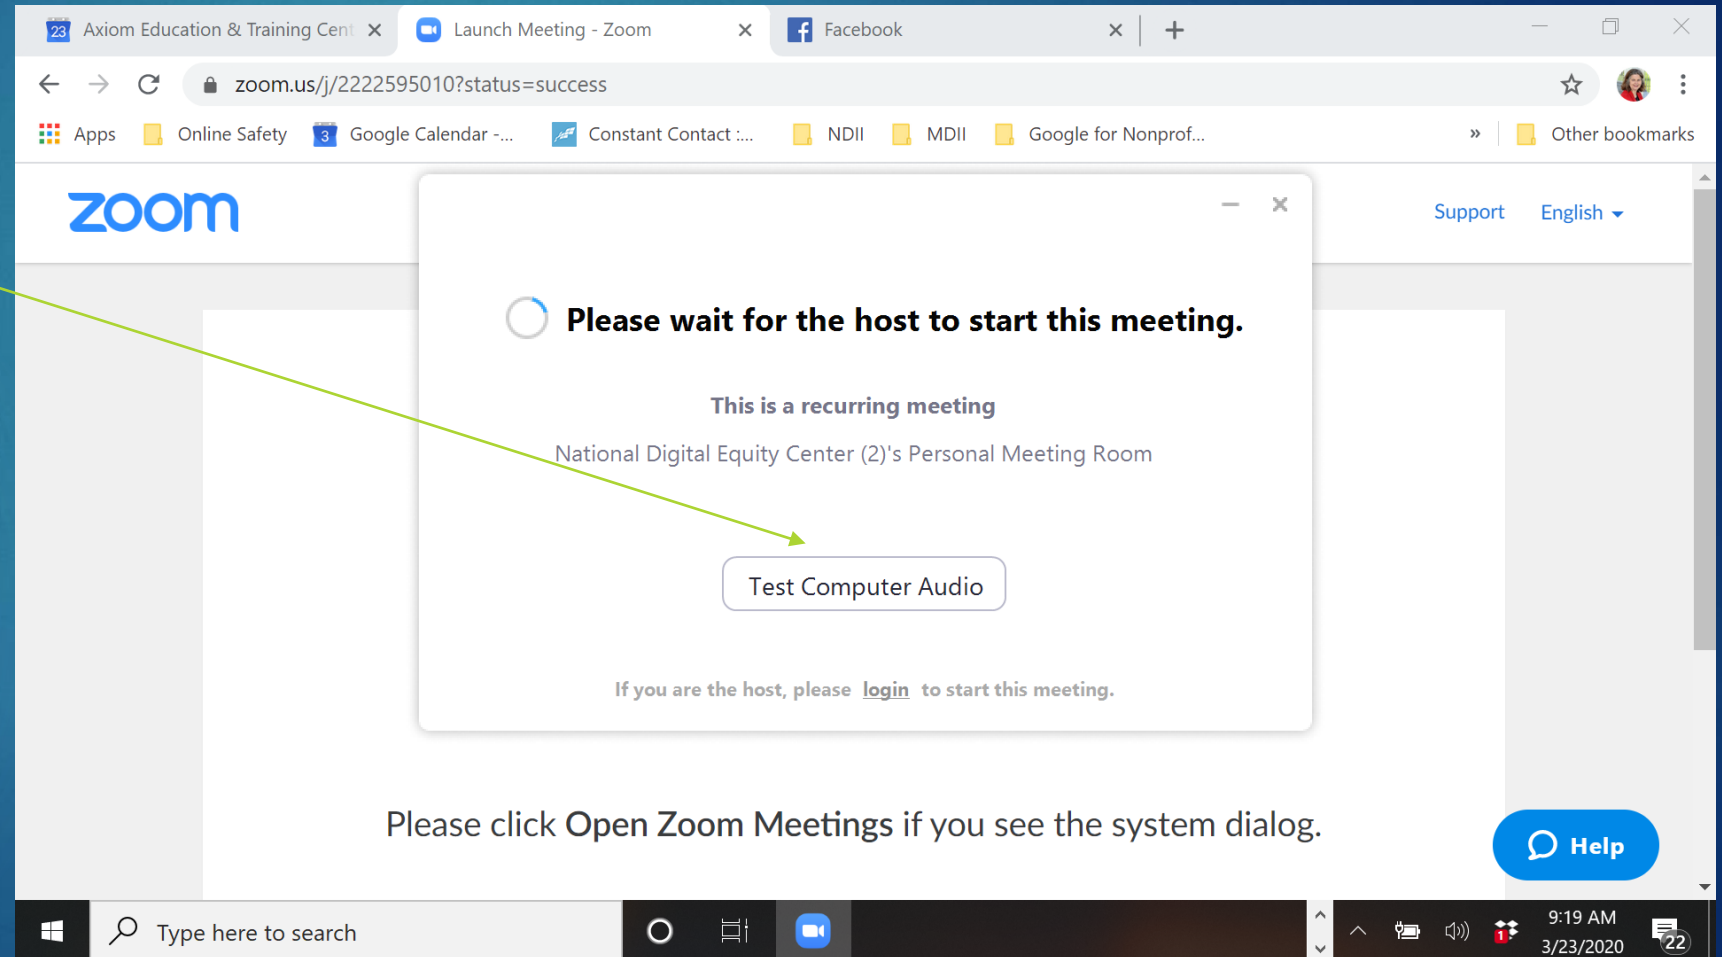 23 Axiom Education & Training Cent
Launch Meeting - Zoom
Facebook
zoom.us/j/2222595010?status=success
Apps
Online Safety
3 Google Calendar -...
Constant Contact :...
NDII
MDII
Google for Nonprof...
»
Other bookmarks
zoom
Support
English
Please wait for the host to start this meeting.
This is a recurring meeting
National Digital Equity Center (2)'s Personal Meeting Room
Test Computer Audio
If you are the host, please login to start this meeting.
Please click Open Zoom Meetings if you see the system dialog.
Help
Type here to search
1
9:19 AM
3/23/2020
22